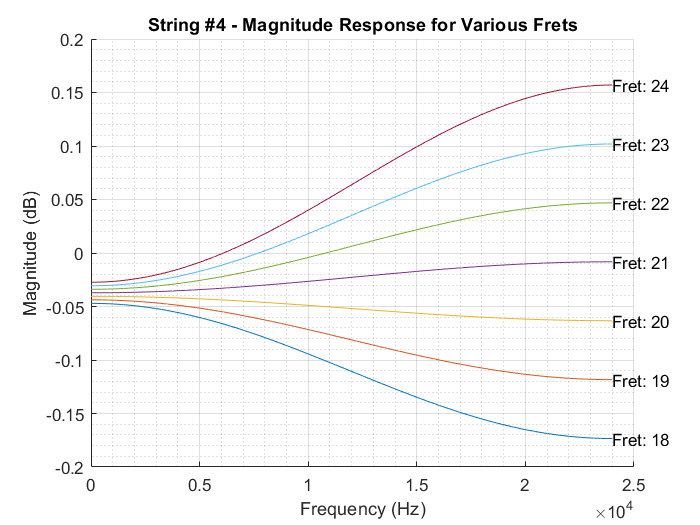 String #4 - Magnitude Response for Various Frets
0.2
0.15
0.1
0.05
0
-0.05
-0.1
-0.15
-0.2
Magnitude (dB)
Fret: 24
Fret: 23
Fret: 22
Fret: 21
Fret: 20
Fret: 19
Fret: 18
0 0.5 1 1.5 2 2.5
Frequency (Hz)
×10⁴